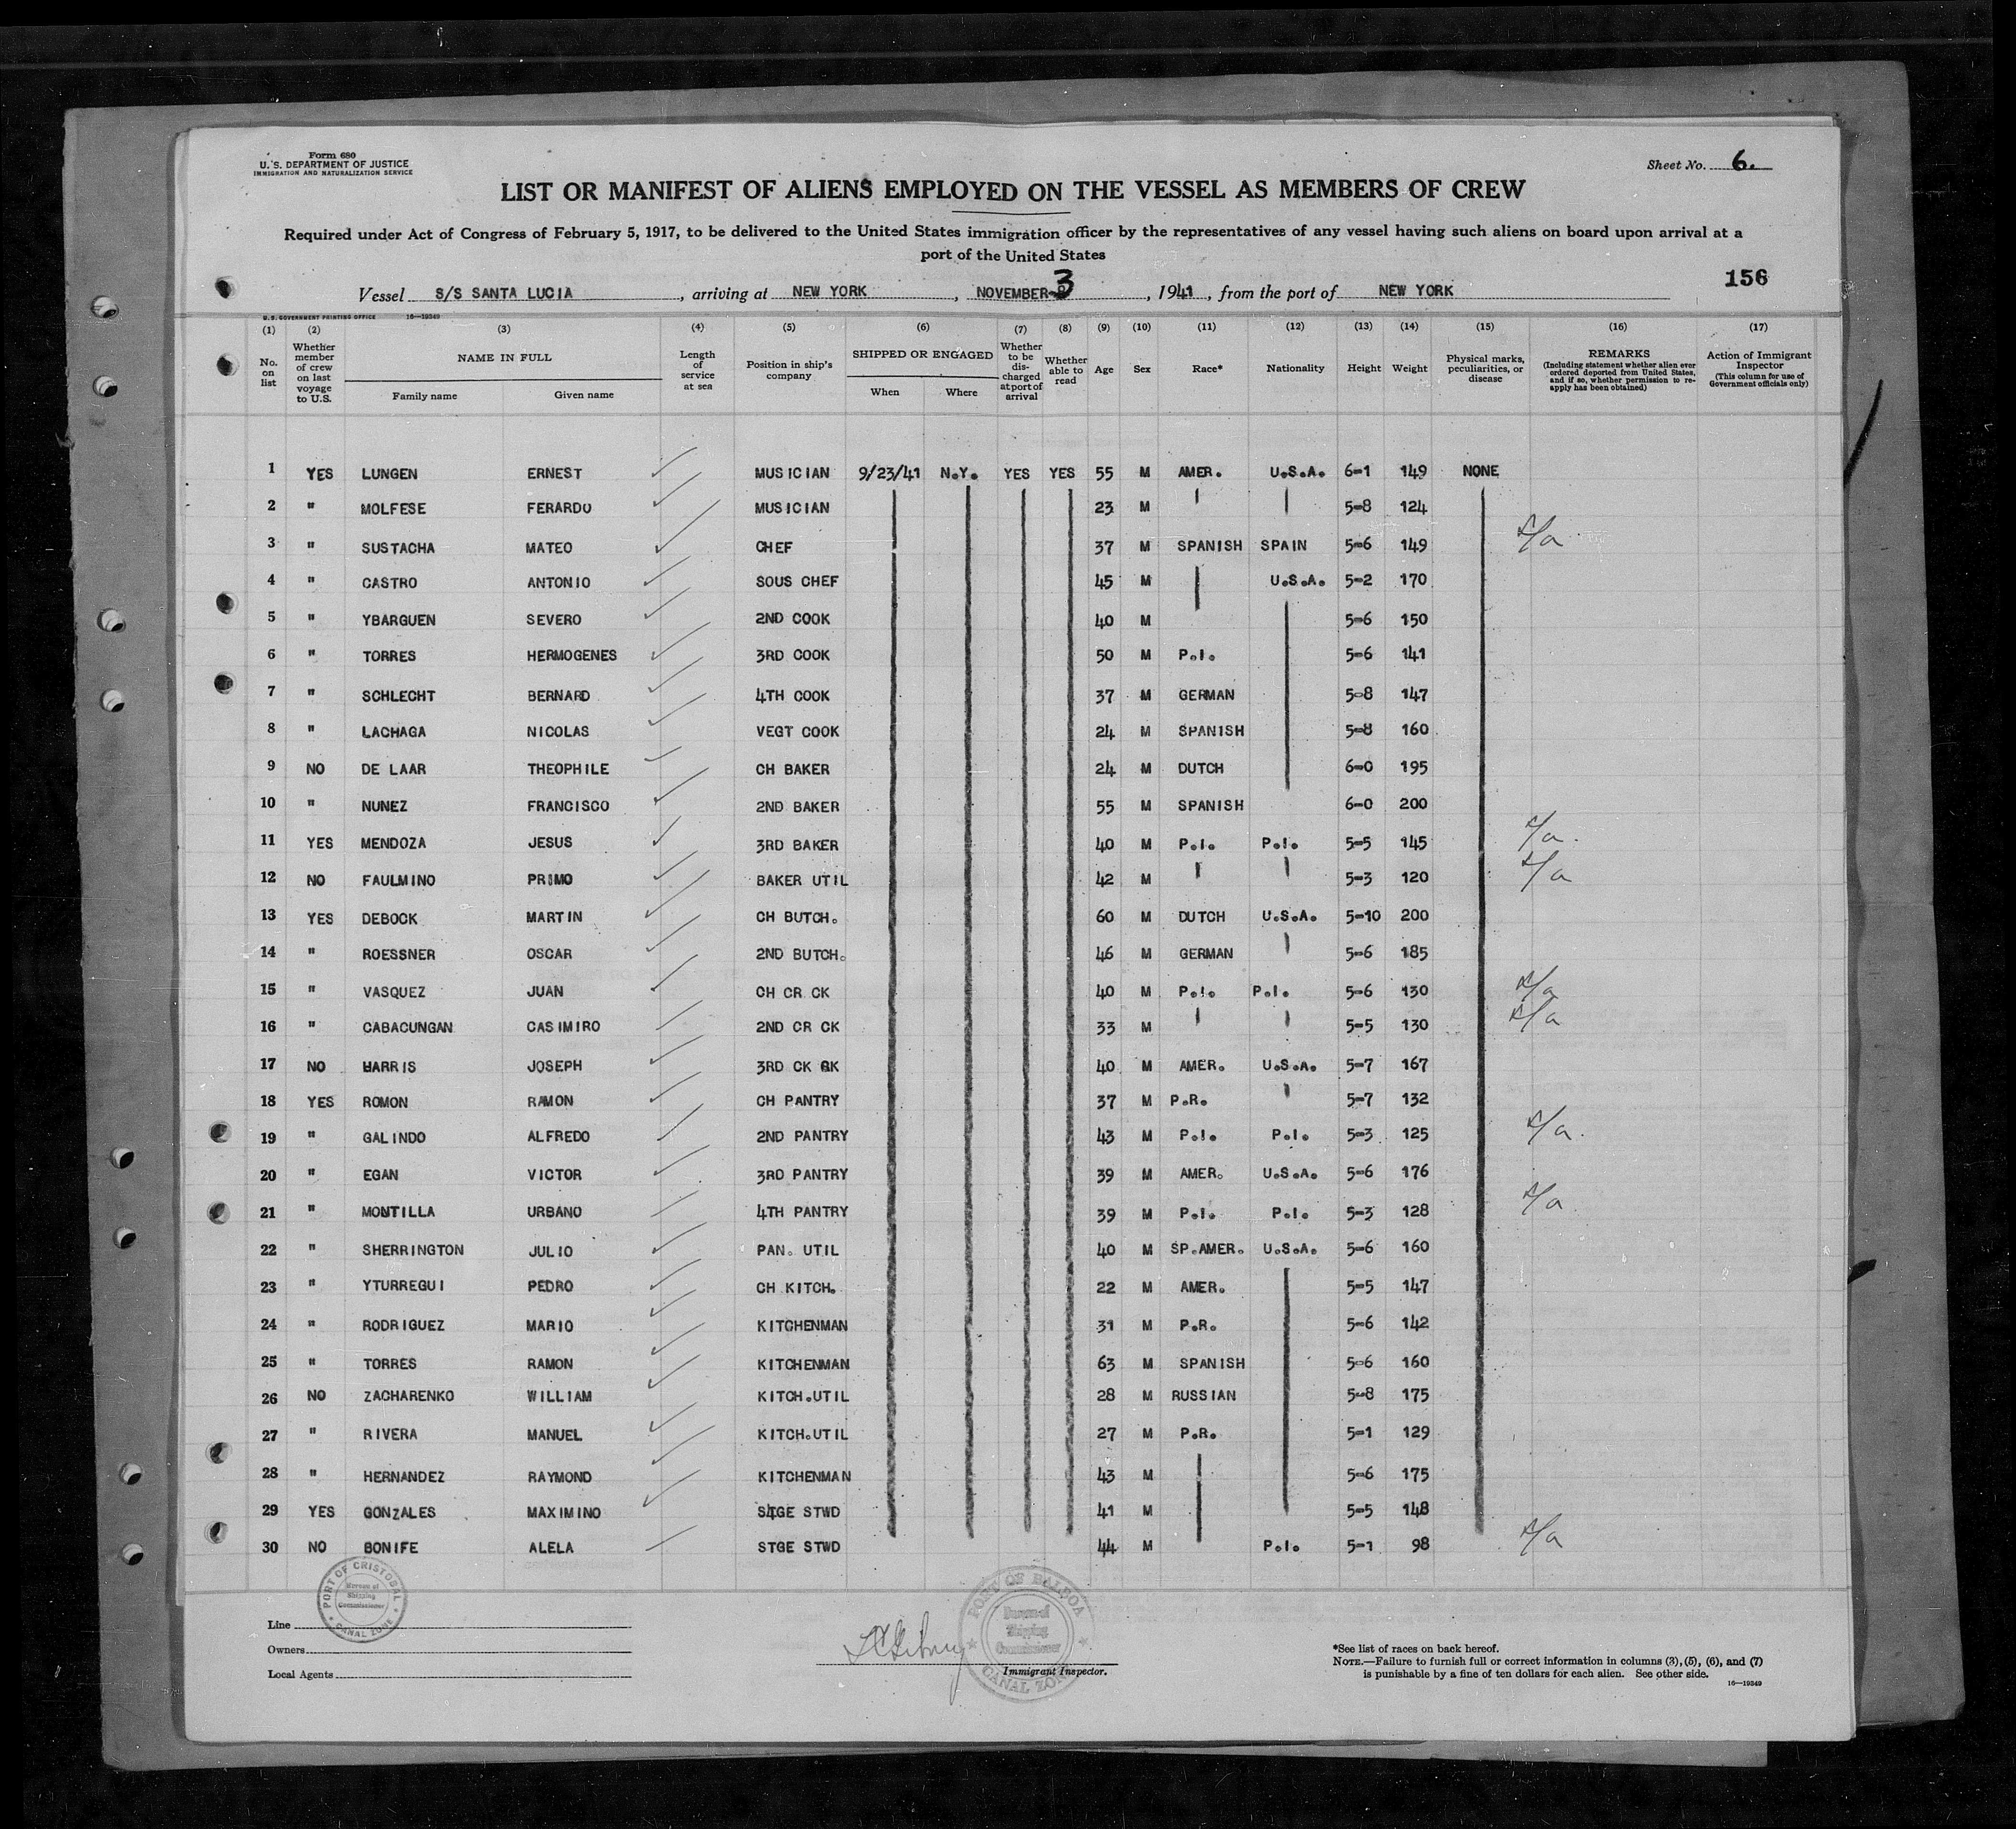 Form 680
U. S. DEPARTMENT OF JUSTICE
IMMIGRATION AND NATURALIZATION SERVICE
Sheet No. 6.
LIST OR MANIFEST OF ALIENS EMPLOYED ON THE VESSEL AS MEMBERS OF CREW
Required under Act of Congress of February 5, 1917, to be delivered to the United States immigration officer by the representatives of any vessel having such aliens on board upon arrival at a
port of the United States
156
Vessel S/S SANTA LUCIA, arriving at NEW YORK, NOVEMBER 3, 1941, from the port of NEW YORK
U. S. GOVERNMENT PRINTING OFFICE 16—19349
(1) (2) (3) (4) (5) (6) (7) (8) (9) (10) (11) (12) (13) (14) (15) (16) (17)
No. on list
Whether member of crew on last voyage to U.S.
NAME IN FULL
Family name Given name
Length of service at sea
Position in ship's company
SHIPPED OR ENGAGED
When Where
Whether to be discharged at port of arrival
Whether able to read
Age Sex Race* Nationality Height Weight
Physical marks, peculiarities, or disease
REMARKS
(Including statement whether alien ever ordered deported from United States, and if so, whether permission to reapply has been obtained)
Action of Immigrant Inspector
(This column for use of Government officials only)
1 YES LUNGEN ERNEST MUSICIAN 9/23/41 N.Y. YES YES 55 M AMER. U.S.A. 6-1 149 NONE
2 " MOLFESE FERARDO MUSICIAN 23 M 5-8 124
3 " SUSTACHA MATEO CHEF 37 M SPANISH SPAIN 5-6 149
4 " CASTRO ANTONIO SOUS CHEF 45 M U.S.A. 5-2 170
5 " YBARGUEN SEVERO 2ND COOK 40 M 5-6 150
6 " TORRES HERMOGENES 3RD COOK 50 M P.I. 5-6 141
7 " SCHLECHT BERNARD 4TH COOK 37 M GERMAN 5-8 147
8 " LACHAGA NICOLAS VEGT COOK 24 M SPANISH 5-8 160
9 NO DE LAAR THEOPHILE CH BAKER 24 M DUTCH 6-0 195
10 " NUNEZ FRANCISCO 2ND BAKER 55 M SPANISH 6-0 200
11 YES MENDOZA JESUS 3RD BAKER 40 M P.I. P.I. 5-5 145
12 NO FAULMINO PRIMO BAKER UTIL 42 M 5-3 120
13 YES DEBOCK MARTIN CH BUTCH. 60 M DUTCH U.S.A. 5-10 200
14 " ROESSNER OSCAR 2ND BUTCH. 46 M GERMAN 5-6 185
15 " VASQUEZ JUAN CH CR CK 40 M P.I. P.I. 5-6 130
16 " CABACUNGAN CASIMIRO 2ND CR CK 33 M 5-5 130
17 NO HARRIS JOSEPH 3RD CK 40 M AMER. U.S.A. 5-7 167
18 YES ROMON RAMON CH PANTRY 37 M P.R. 5-7 132
19 " GALINDO ALFREDO 2ND PANTRY 43 M P.I. P.I. 5-3 125
20 " EGAN VICTOR 3RD PANTRY 39 M AMER. U.S.A. 5-6 176
21 " MONTILLA URBANO 4TH PANTRY 39 M P.I. P.I. 5-3 128
22 " SHERRINGTON JULIO PAN. UTIL 40 M SP.AMER. U.S.A. 5-6 160
23 " YTURREGUI PEDRO CH KITCH. 22 M AMER. 5-5 147
24 " RODRIGUEZ MARIO KITCHENMAN 31 M P.R. 5-6 142
25 " TORRES RAMON KITCHENMAN 63 M SPANISH 5-6 160
26 NO ZACHARENKO WILLIAM KITCH.UTIL 28 M RUSSIAN 5-8 175
27 " RIVERA MANUEL KITCH.UTIL 27 M P.R. 5-1 129
28 " HERNANDEZ RAYMOND KITCHENMAN 43 M 5-6 175
29 YES GONZALES MAXIMINO STGE STWD 41 M 5-5 148
30 NO BONIFE ALELA STGE STWD 44 M P.I. 5-1 98
PORT OF CRISTOBAL
Bureau of Shipping Commissioner
CANAL ZONE
PORT OF BALBOA
Bureau of Shipping Commissioner
CANAL ZONE
Line
Owners
Local Agents
Immigrant Inspector.
*See list of races on back hereof.
NOTE.—Failure to furnish full or correct information in columns (3), (5), (6), and (7)
is punishable by a fine of ten dollars for each alien. See other side.
16—19349